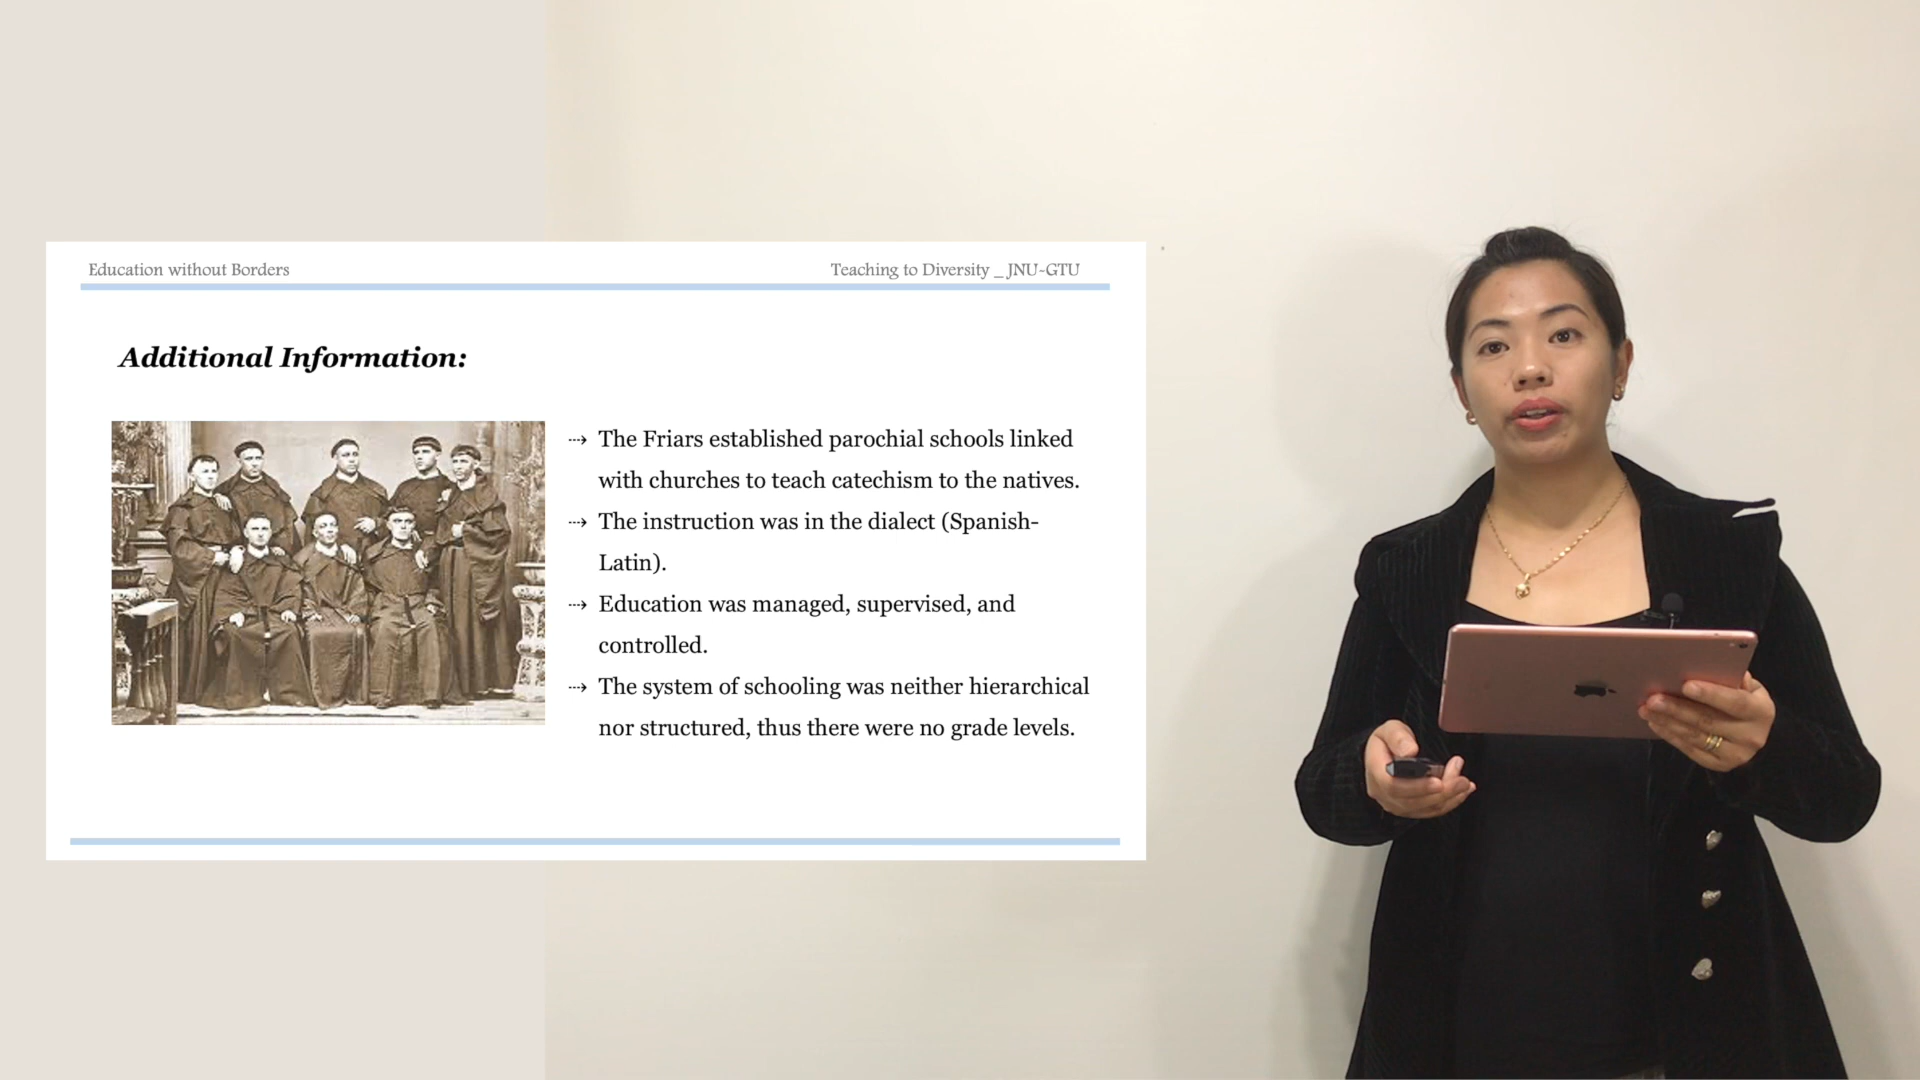 Education without Borders
Teaching to Diversity _ JNU-GTU
Additional Information:
⤏ The Friars established parochial schools linked
with churches to teach catechism to the natives.
⤏ The instruction was in the dialect (Spanish-
Latin).
⤏ Education was managed, supervised, and
controlled.
⤏ The system of schooling was neither hierarchical
nor structured, thus there were no grade levels.